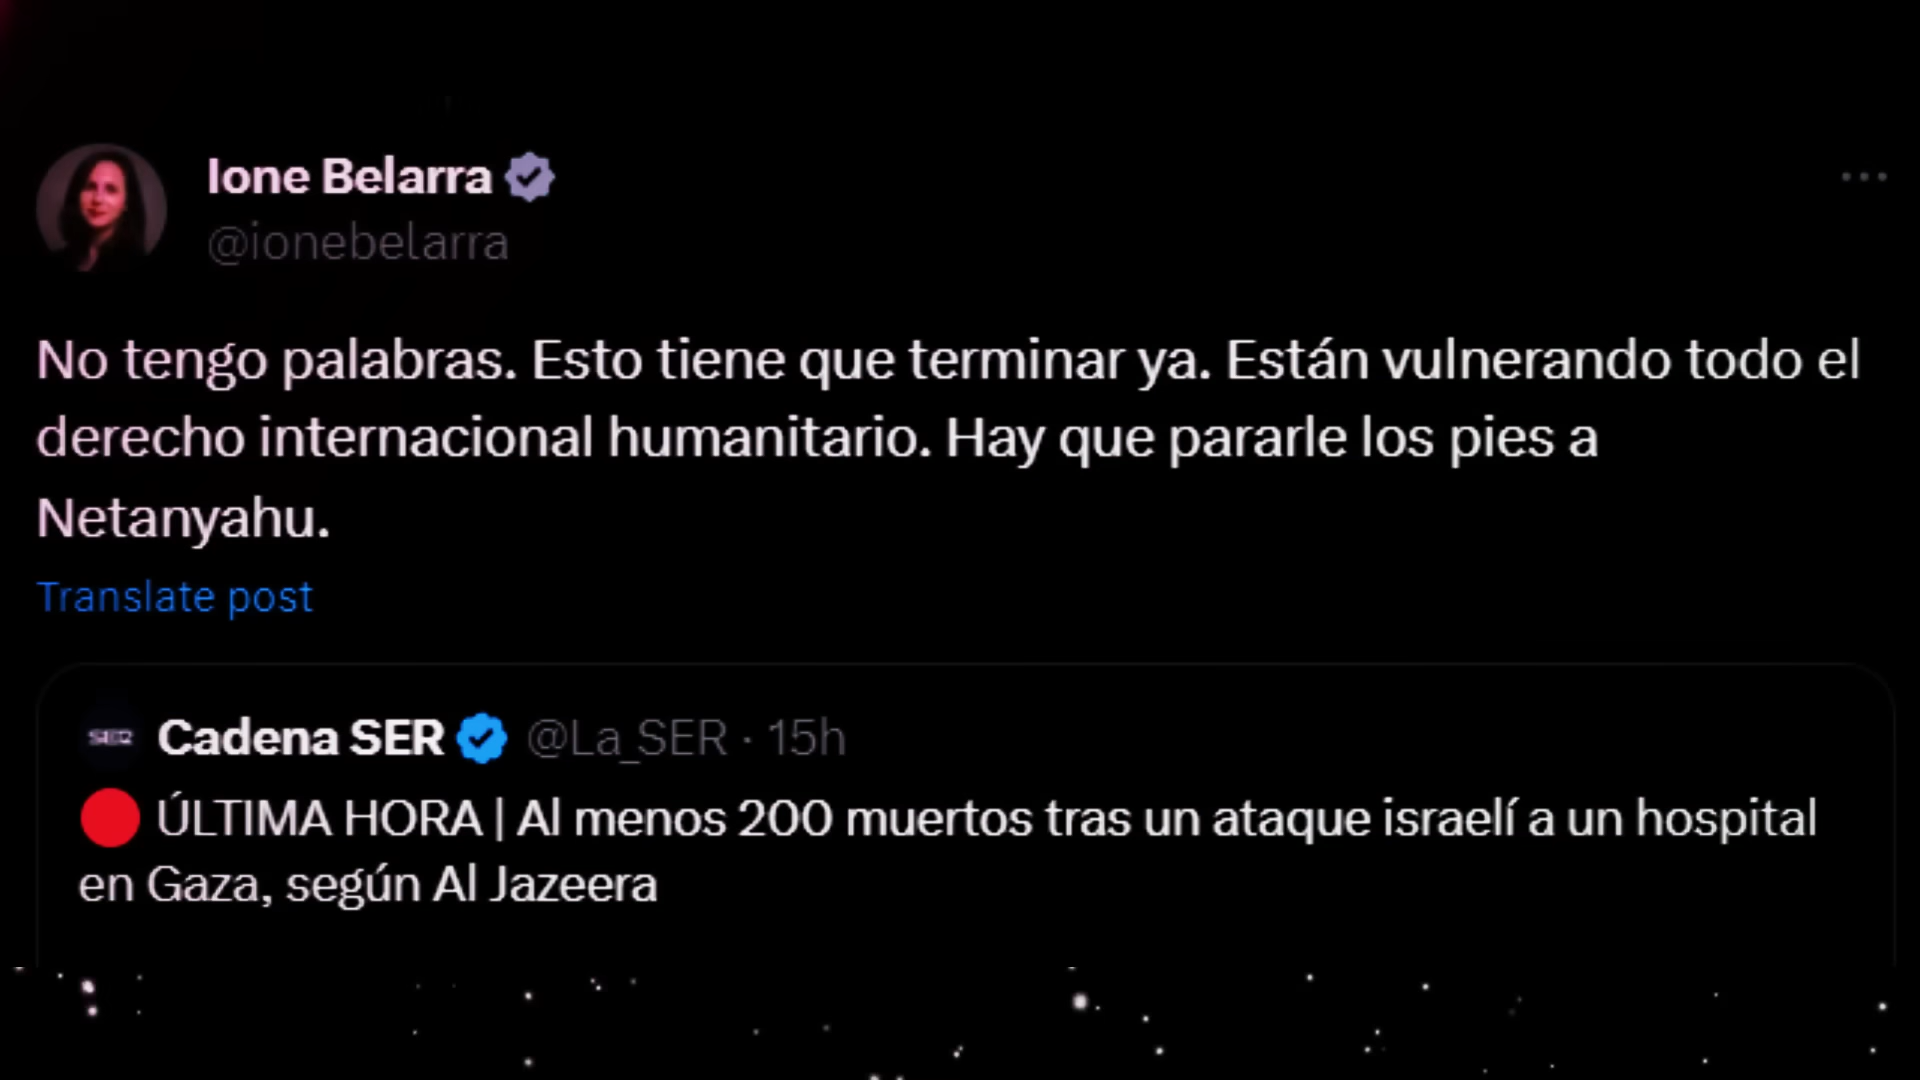 Ione Belarra
@ionebelarra
No tengo palabras. Esto tiene que terminar ya. Están vulnerando todo el
derecho internacional humanitario. Hay que pararle los pies a
Netanyahu.
Translate post
SER Cadena SER @La_SER · 15h
ÚLTIMA HORA | Al menos 200 muertos tras un ataque israelí a un hospital
en Gaza, según Al Jazeera